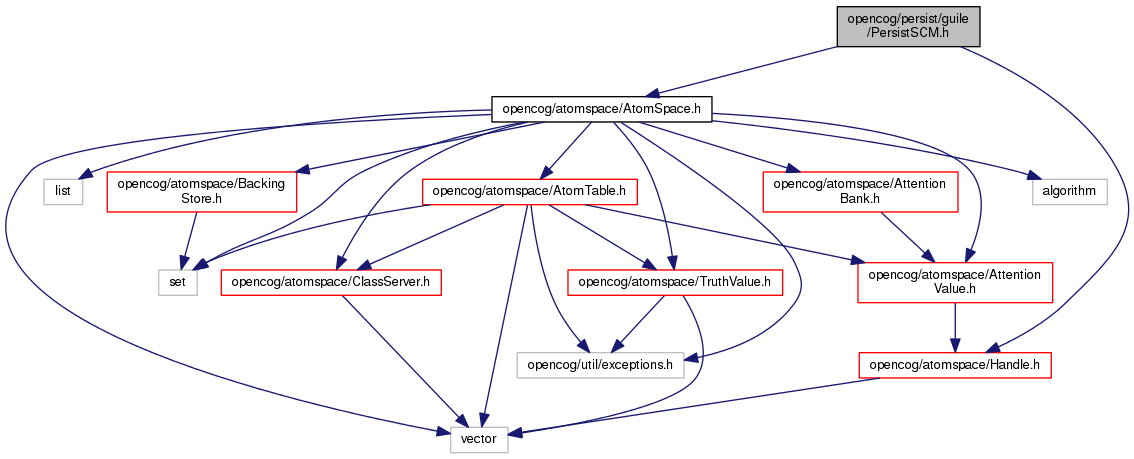 opencog/persist/guile
/PersistSCM.h
opencog/atomspace/AtomSpace.h
list
opencog/atomspace/Backing
Store.h
opencog/atomspace/AtomTable.h
opencog/atomspace/Attention
Bank.h
algorithm
set
opencog/atomspace/ClassServer.h
opencog/atomspace/TruthValue.h
opencog/atomspace/Attention
Value.h
opencog/util/exceptions.h
opencog/atomspace/Handle.h
vector